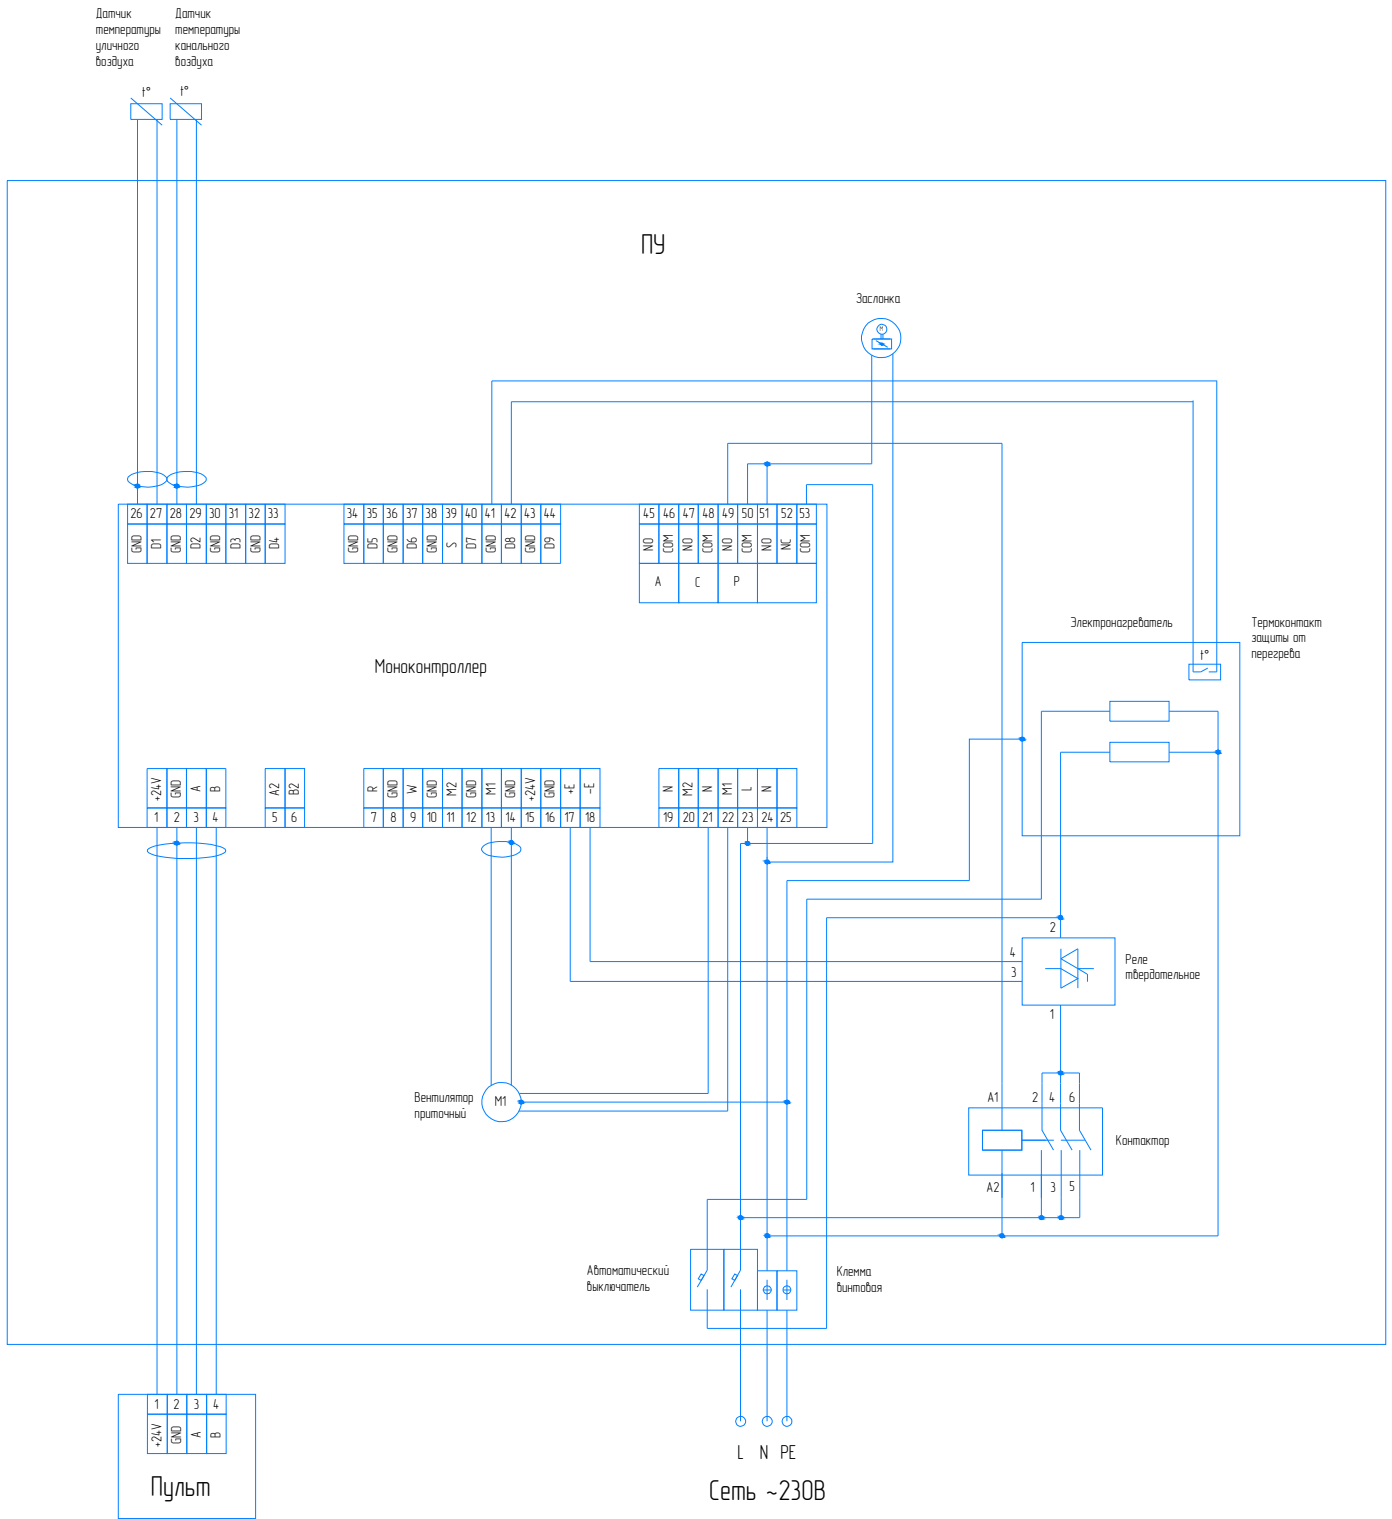 Датчик
температуры
уличного
воздуха
Датчик
температуры
канального
воздуха
t°
t°
ПУ
Заслонка
M
26 27 28 29 30 31 32 33
GND D1 GND D2 GND D3 GND D4
34 35 36 37 38 39 40 41 42 43 44
GND D5 GND D6 GND S D7 GND D8 GND D9
45 46 47 48 49 50 51 52 53
NO COM NO COM NO COM NO NC COM
A C P
Электронагреватель
Термоконтакт
защиты от
перегрева
t°
Моноконтроллер
+24V GND A B
1 2 3 4
A2 B2
5 6
R GND W GND M2 GND M1 GND +24V GND +E -E
7 8 9 10 11 12 13 14 15 16 17 18
N M2 N M1 L N
19 20 21 22 23 24 25
2
4
3
1
Реле
твердотельное
Вентилятор
приточный
M1
A1 2 4 6
Контактор
A2 1 3 5
Автоматический
выключатель
Клемма
винтовая
1 2 3 4
+24V GND A B
Пульт
L N PE
Сеть ~230В